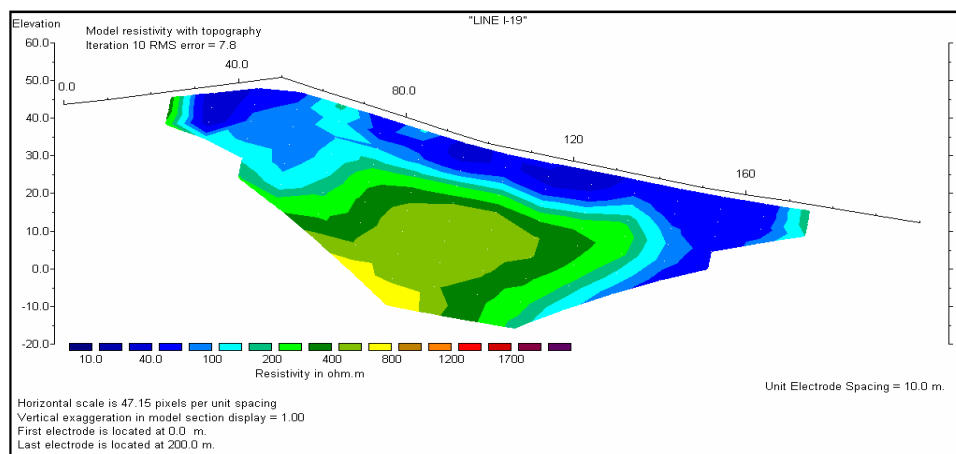 "LINE I-19"
Elevation
Model resistivity with topography
Iteration 10 RMS error = 7.8
60.0
50.0
40.0
30.0
20.0
10.0
0.0
-10.0
-20.0
0.0
40.0
80.0
120
160
10.0 40.0 100 200 400 800 1200 1700
Resistivity in ohm.m
Unit Electrode Spacing = 10.0 m.
Horizontal scale is 47.15 pixels per unit spacing
Vertical exaggeration in model section display = 1.00
First electrode is located at 0.0 m.
Last electrode is located at 200.0 m.